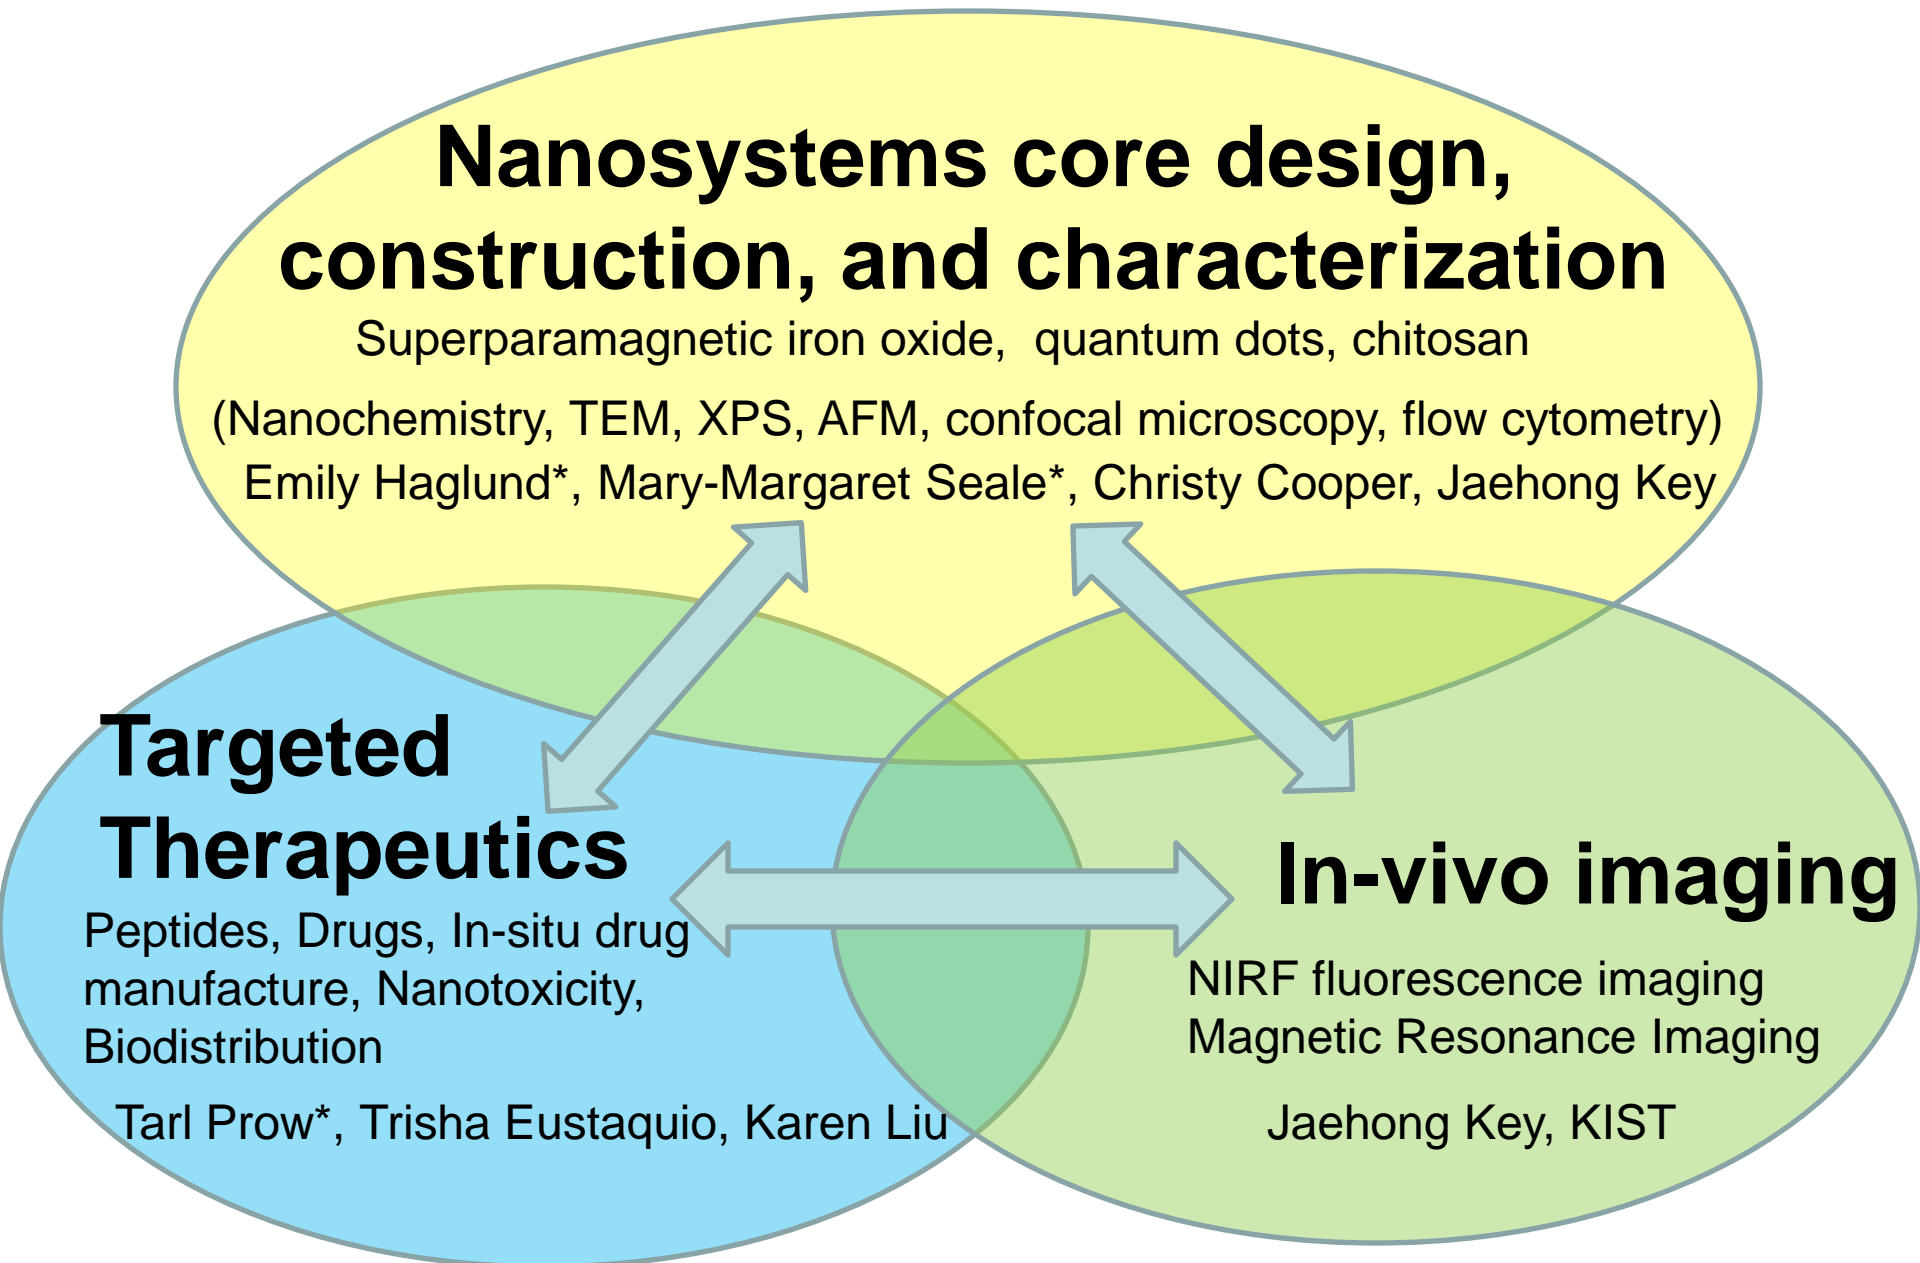 Nanosystems core design,
construction, and characterization
Superparamagnetic iron oxide,  quantum dots, chitosan
(Nanochemistry, TEM, XPS, AFM, confocal microscopy, flow cytometry)
Emily Haglund*, Mary-Margaret Seale*, Christy Cooper, Jaehong Key
Targeted
Therapeutics
Peptides, Drugs, In-situ drug
manufacture, Nanotoxicity,
Biodistribution
Tarl Prow*, Trisha Eustaquio, Karen Liu
In-vivo imaging
NIRF fluorescence imaging
Magnetic Resonance Imaging
Jaehong Key, KIST